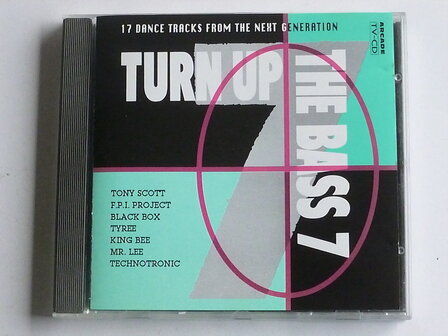 17 DANCE TRACKS FROM THE NEXT GENERATION
ARCADE
TV-CD
TURN UP
THE BASS 7
TONY SCOTT
F.P.I. PROJECT
BLACK BOX
TYREE
KING BEE
MR. LEE
TECHNOTRONIC